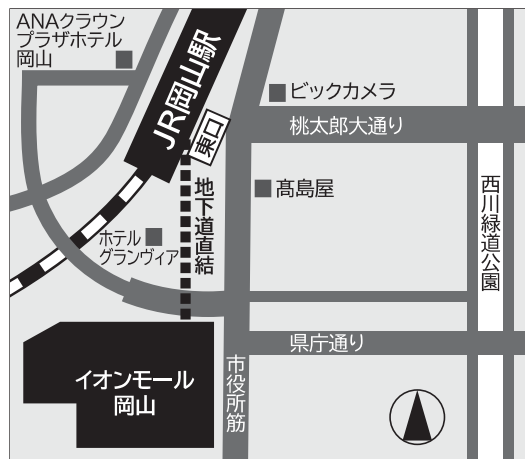 ANAクラウン
プラザホテル
岡山
JR岡山駅
東口
ビックカメラ
桃太郎大通り
髙島屋
西川緑道公園
地下道直結
ホテル
グランヴィア
県庁通り
イオンモール
岡山
市役所筋